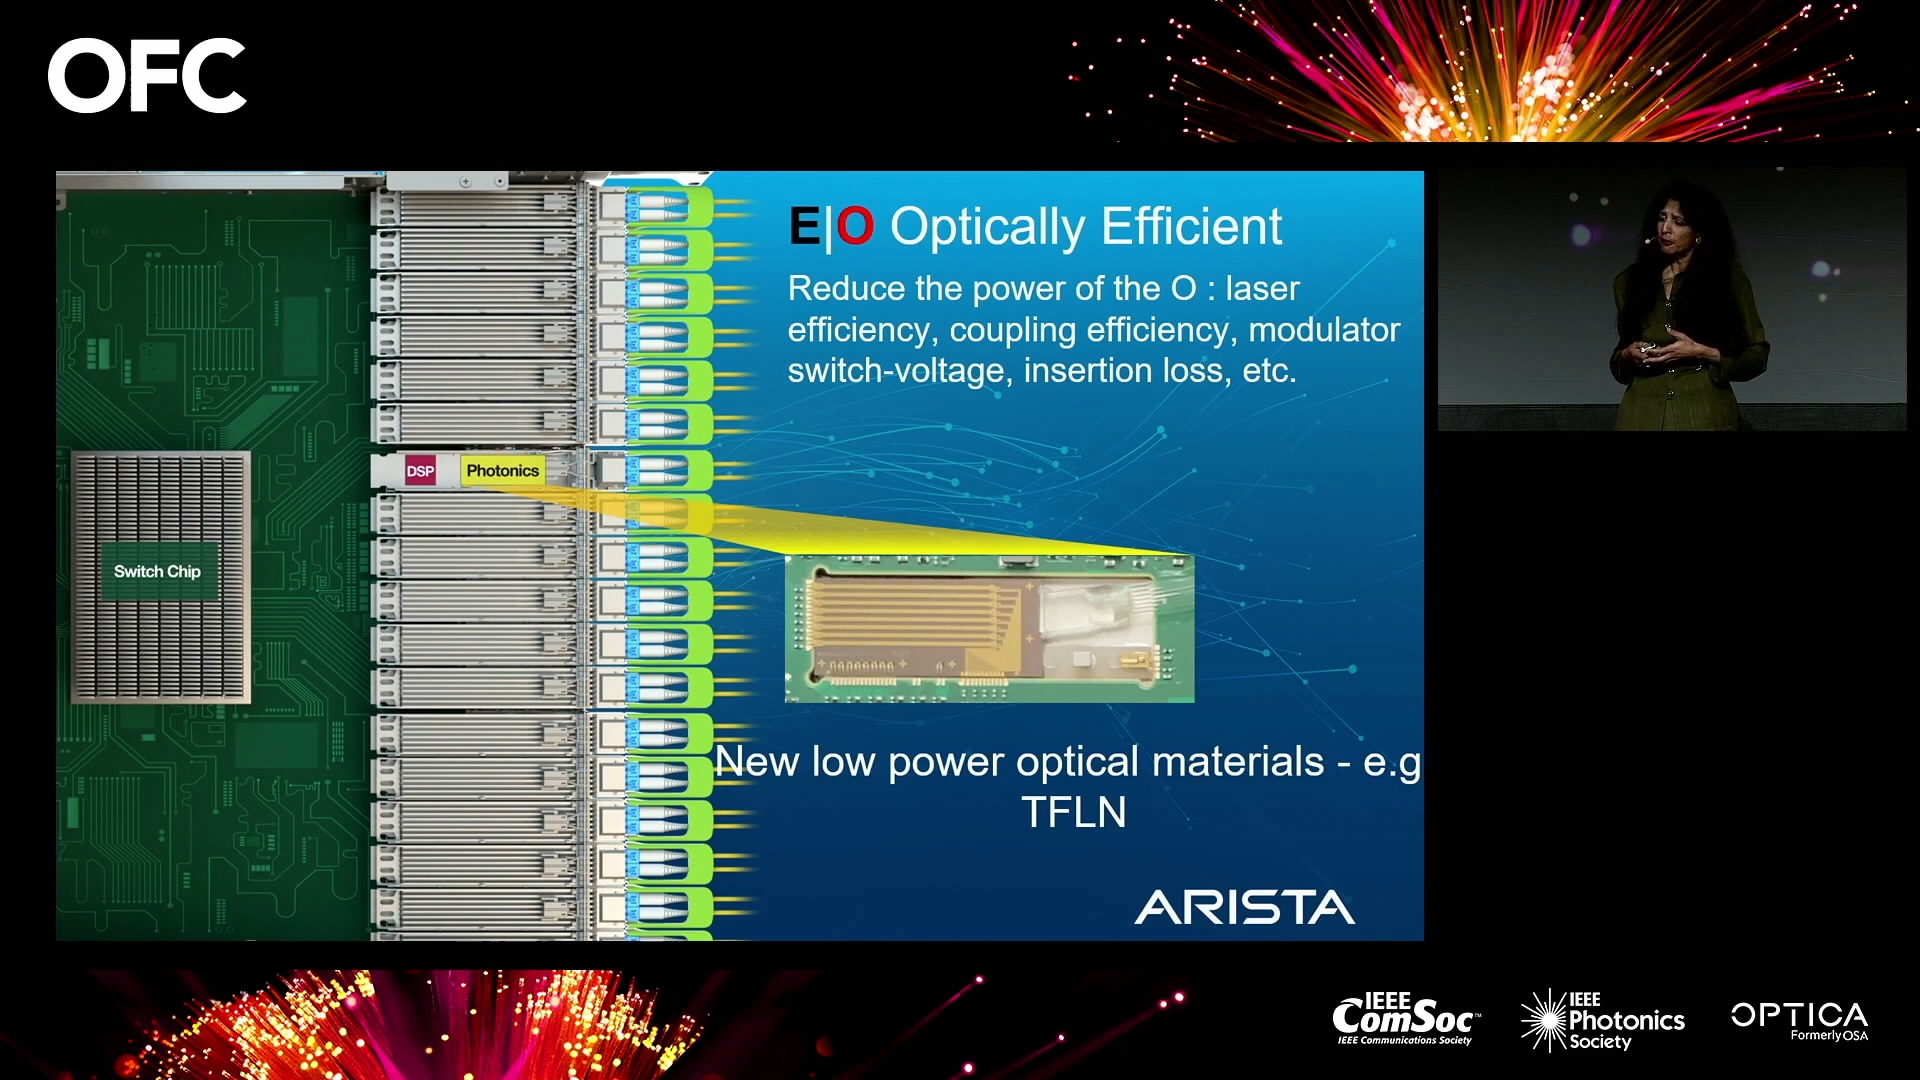 OFC
E|O Optically Efficient
Reduce the power of the O : laser
efficiency, coupling efficiency, modulator
switch-voltage, insertion loss, etc.
DSP
Photonics
Switch Chip
New low power optical materials - e.g
TFLN
ARISTA
IEEE
ComSoc™
IEEE Communications Society
IEEE
Photonics
Society
OPTICA
Formerly OSA